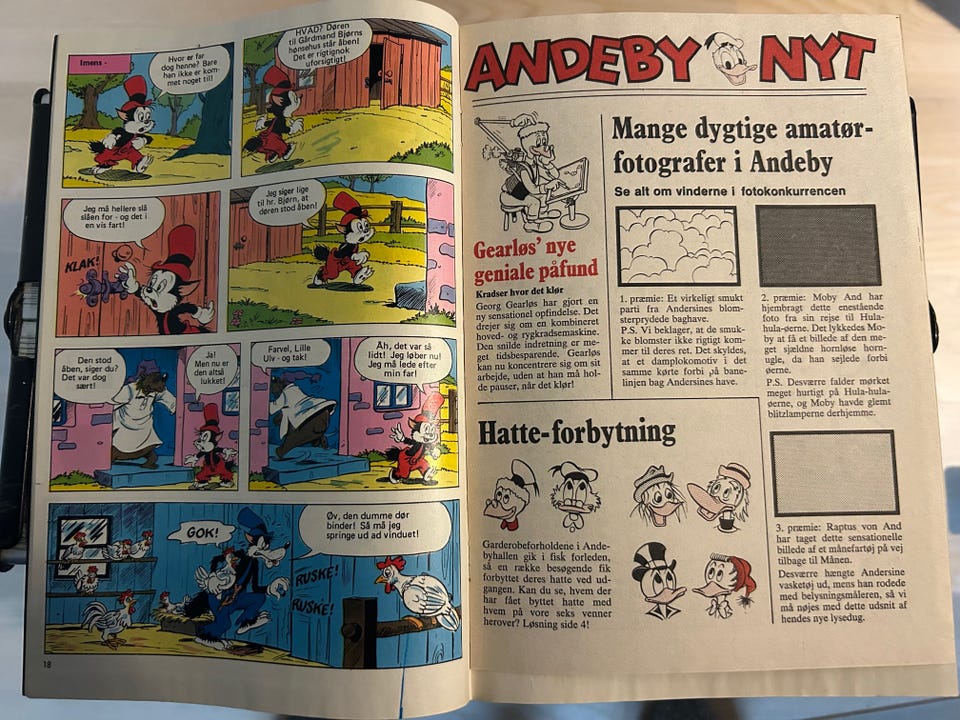 Imens -
Hvor er far
dog henne? Bare
han ikke er kom-
met noget til!
HVAD? Døren
til Gårdmand Bjørns
hønsehus står åben!
Det er rigtignok
uforsigtigt!
Jeg må hellere slå
slåen for - og det i
en vis fart!
KLAK!
Jeg siger lige
til hr. Bjørn, at
døren stod åben!
Den stod
åben, siger du?
Det var dog
sært!
Ja!
Men nu er
den altså
lukket!
Farvel, Lille
Ulv - og tak!
Åh, det var så
lidt! Jeg løber nu!
Jeg må lede efter
min far!
GOK!
Øv, den dumme dør
binder! Så må jeg
springe ud ad vinduet!
RUSKE!
RUSKE!
18
ANDEBY NYT
Gearløs' nye
geniale påfund
Kradser hvor det klør
Georg Gearløs har gjort en
ny sensationel opfindelse. Det
drejer sig om en kombineret
hoved- og rygkradsemaskine.
Den snilde indretning er me-
get tidsbesparende. Gearløs
kan nu koncentrere sig om sit
arbejde, uden at han må hol-
de pauser, når det klør!
Mange dygtige amatør-
fotografer i Andeby
Se alt om vinderne i fotokonkurrencen
1. præmie: Et virkeligt smukt
parti fra Andersines blom-
sterprydede baghave.
P.S. Vi beklager, at de smuk-
ke blomster ikke rigtigt kom-
mer til deres ret. Det skyldes,
at et damplokomotiv i det
samme kørte forbi på bane-
linjen bag Andersines have.
2. præmie: Moby And har
hjembragt dette enestående
foto fra sin rejse til Hula-
hula-øerne. Det lykkedes Mo-
by at få et billede af den me-
get sjældne hornløse horn-
ugle, da han sejlede forbi
øerne.
P.S. Desværre falder mørket
meget hurtigt på Hula-hula-
øerne, og Moby havde glemt
blitzlamperne derhjemme.
3. præmie: Raptus von And
har taget dette sensationelle
billede af et månefartøj på vej
tilbage til Månen.
Desværre hængte Andersine
vasketøj ud, mens han rodede
med belysningsmåleren, så vi
må nøjes med dette udsnit af
hendes nye lysedug.
Hatte-forbytning
Garderobeforholdene i Ande-
byhallen gik i fisk forleden,
så en række besøgende fik
forbyttet deres hatte ved ud-
gangen. Kan du se, hvem der
har fået byttet hatte med
hvem på vore seks venner
herover? Løsning side 4!